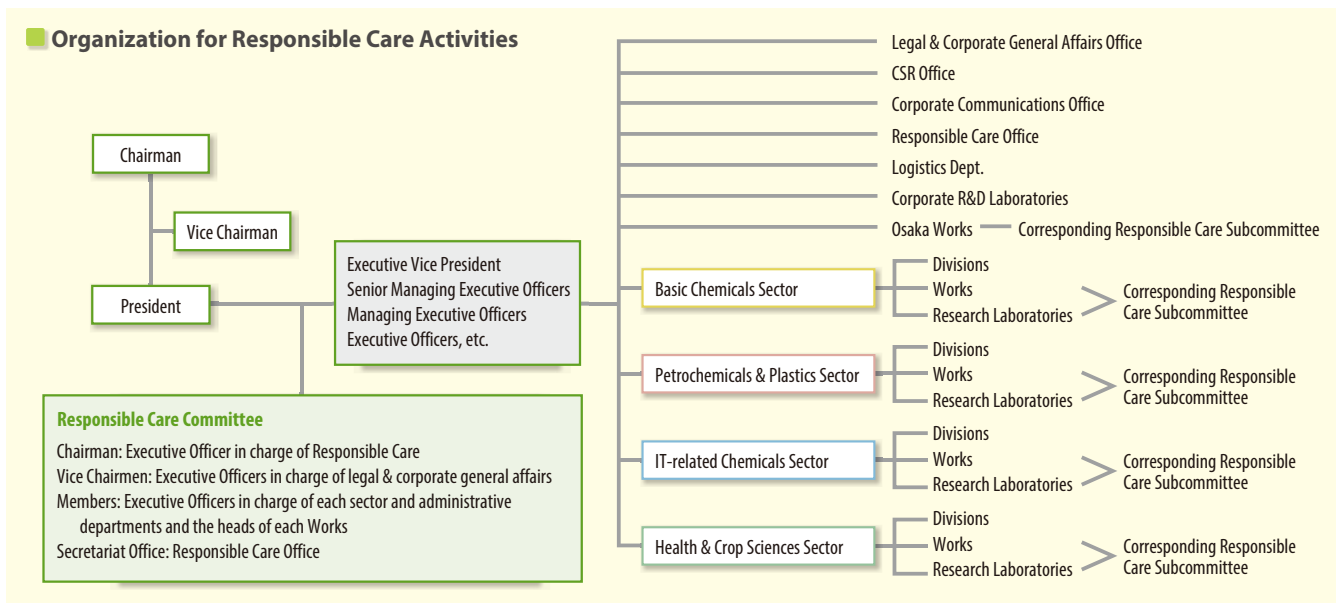 Organization for Responsible Care Activities
Chairman
Vice Chairman
President
Executive Vice President
Senior Managing Executive Officers
Managing Executive Officers
Executive Officers, etc.
Responsible Care Committee
Chairman: Executive Officer in charge of Responsible Care
Vice Chairmen: Executive Officers in charge of legal & corporate general affairs
Members: Executive Officers in charge of each sector and administrative
departments and the heads of each Works
Secretariat Office: Responsible Care Office
Legal & Corporate General Affairs Office
CSR Office
Corporate Communications Office
Responsible Care Office
Logistics Dept.
Corporate R&D Laboratories
Osaka Works
Corresponding Responsible Care Subcommittee
Basic Chemicals Sector
Divisions
Works
Research Laboratories
Corresponding Responsible
Care Subcommittee
Petrochemicals & Plastics Sector
Divisions
Works
Research Laboratories
Corresponding Responsible
Care Subcommittee
IT-related Chemicals Sector
Divisions
Works
Research Laboratories
Corresponding Responsible
Care Subcommittee
Health & Crop Sciences Sector
Divisions
Works
Research Laboratories
Corresponding Responsible
Care Subcommittee